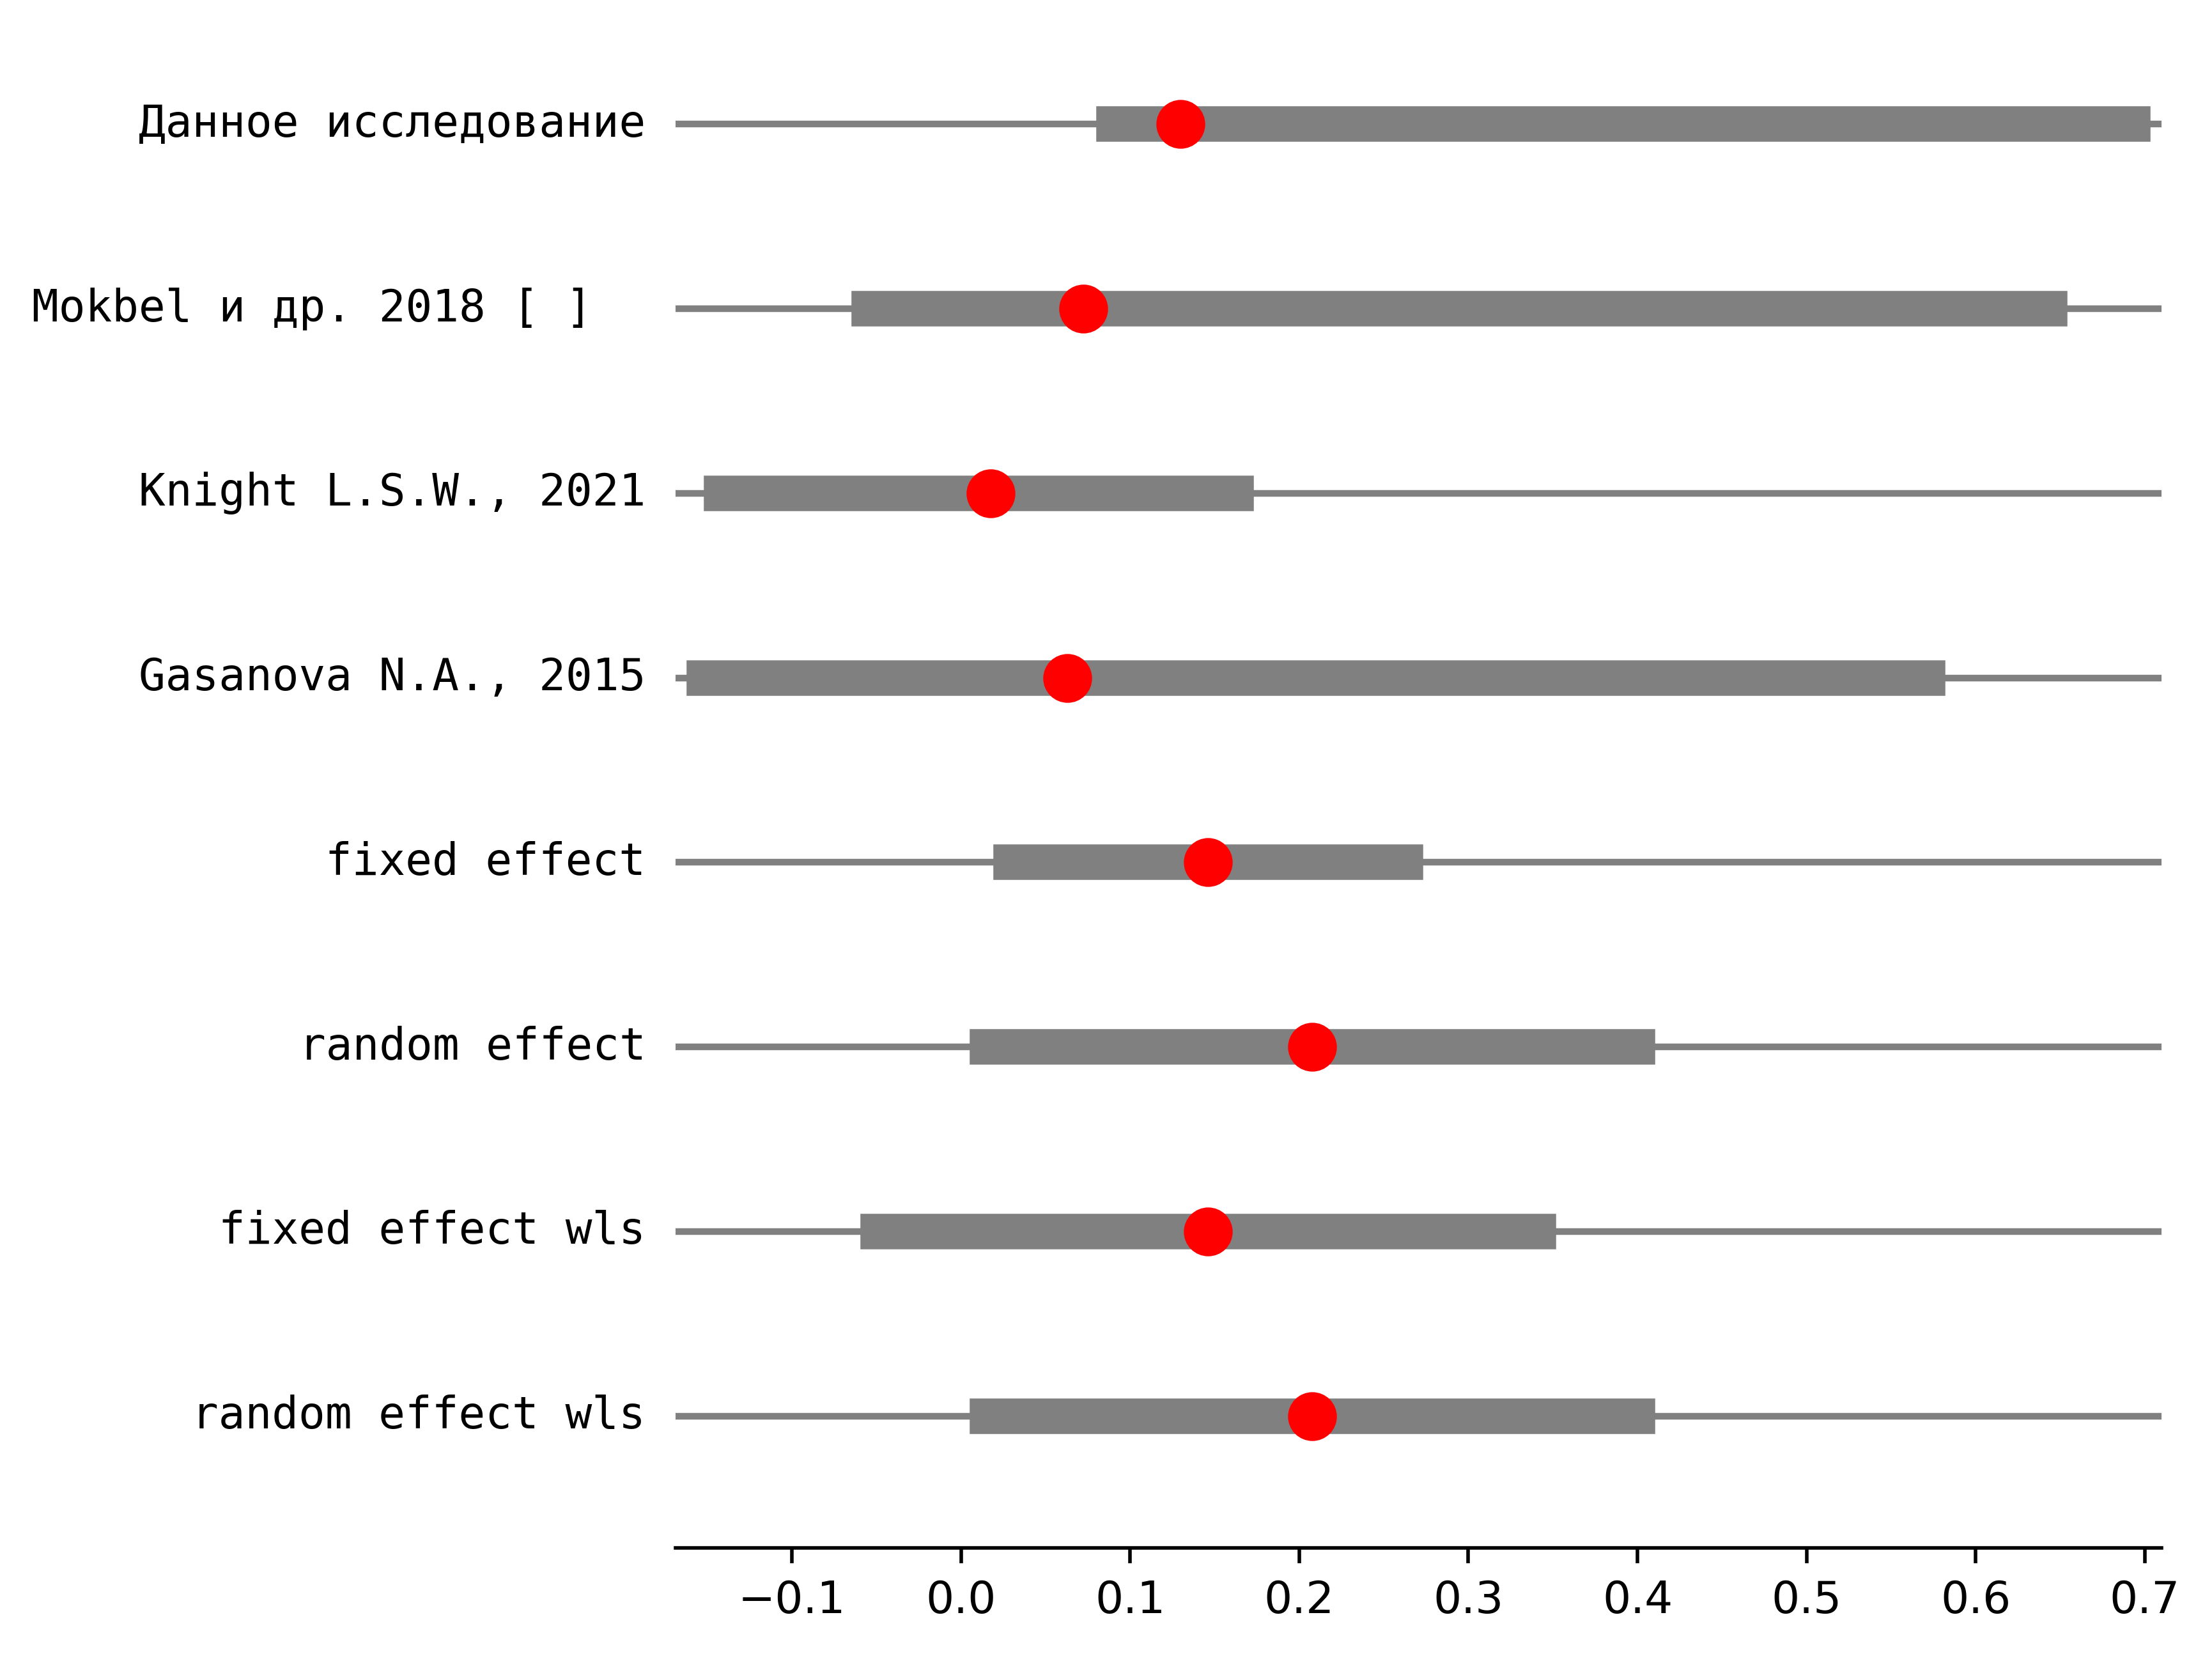 Данное исследование
Mokbel и др. 2018 [ ]
Knight L.S.W., 2021
Gasanova N.A., 2015
fixed effect
random effect
fixed effect wls
random effect wls
−0.1 0.0 0.1 0.2 0.3 0.4 0.5 0.6 0.7